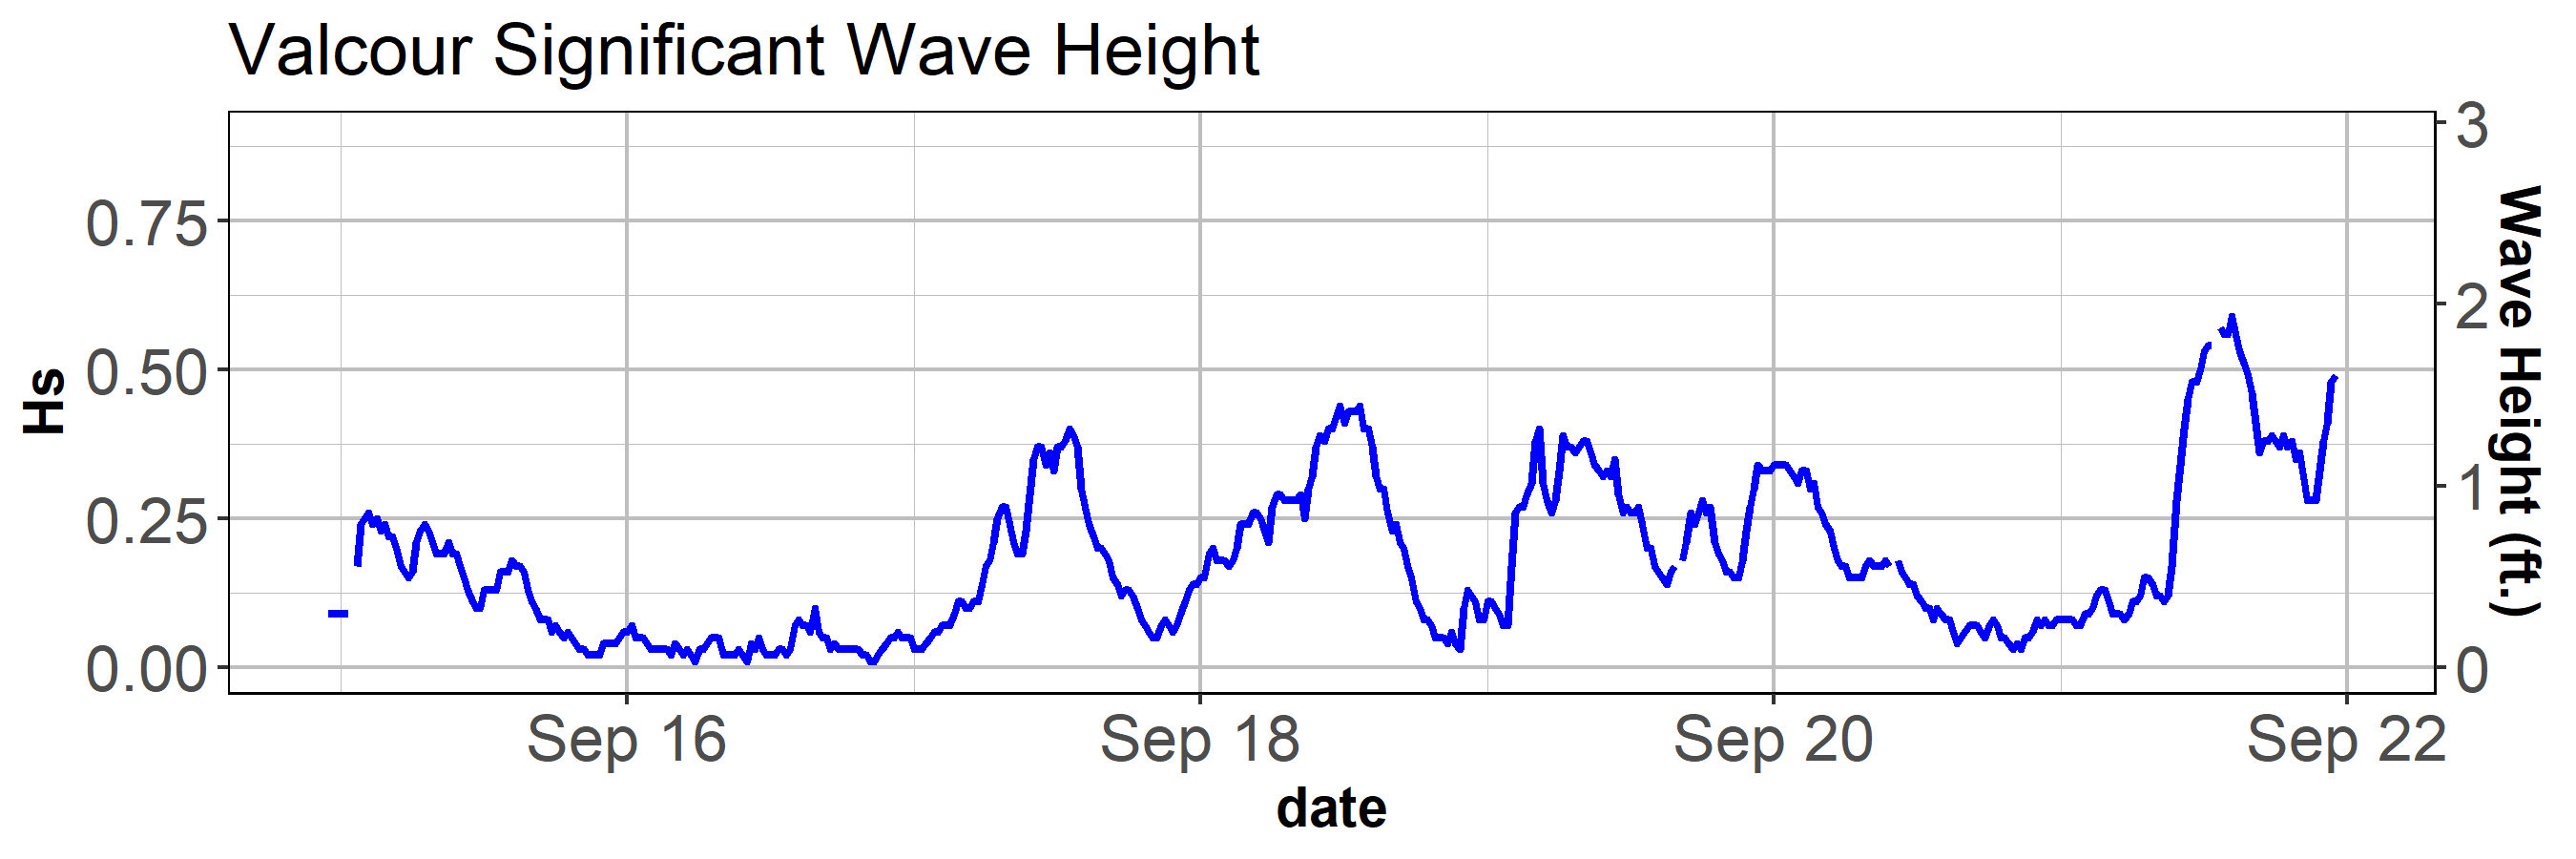 Valcour Significant Wave Height
Hs
0.75
0.50
0.25
0.00
3
2
1
0
Wave Height (ft.)
Sep 16
Sep 18
Sep 20
Sep 22
date